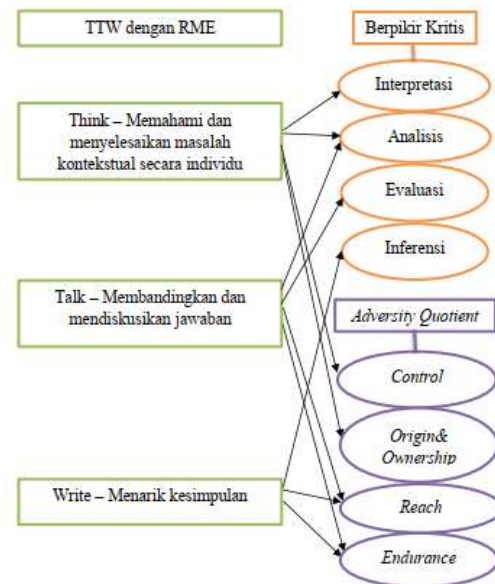 TTW dengan RME
Think – Memahami dan
menyelesaikan masalah
kontekstual secara individu
Talk – Membandingkan dan
mendiskusikan jawaban
Write – Menarik kesimpulan
Berpikir Kritis
Interpretasi
Analisis
Evaluasi
Inferensi
Adversity Quotient
Control
Origin&
Ownership
Reach
Endurance